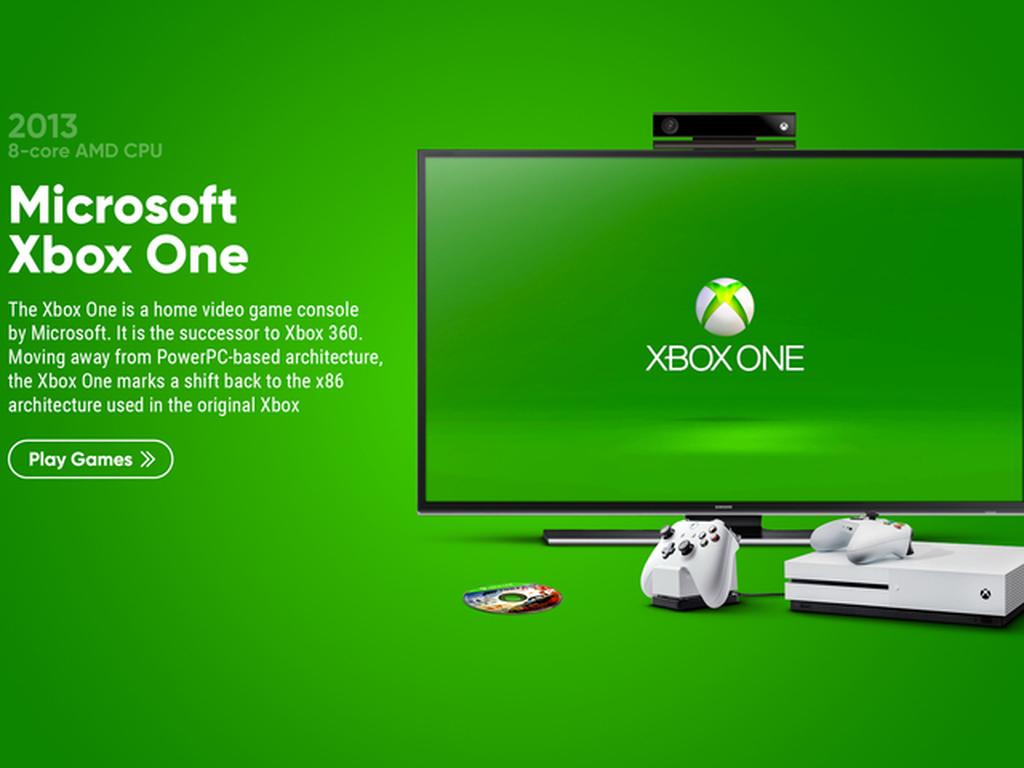 2013
8-core AMD CPU
Microsoft
Xbox One
The Xbox One is a home video game console
by Microsoft. It is the successor to Xbox 360.
Moving away from PowerPC-based architecture,
the Xbox One marks a shift back to the x86
architecture used in the original Xbox
Play Games
XBOX ONE
SAMSUNG